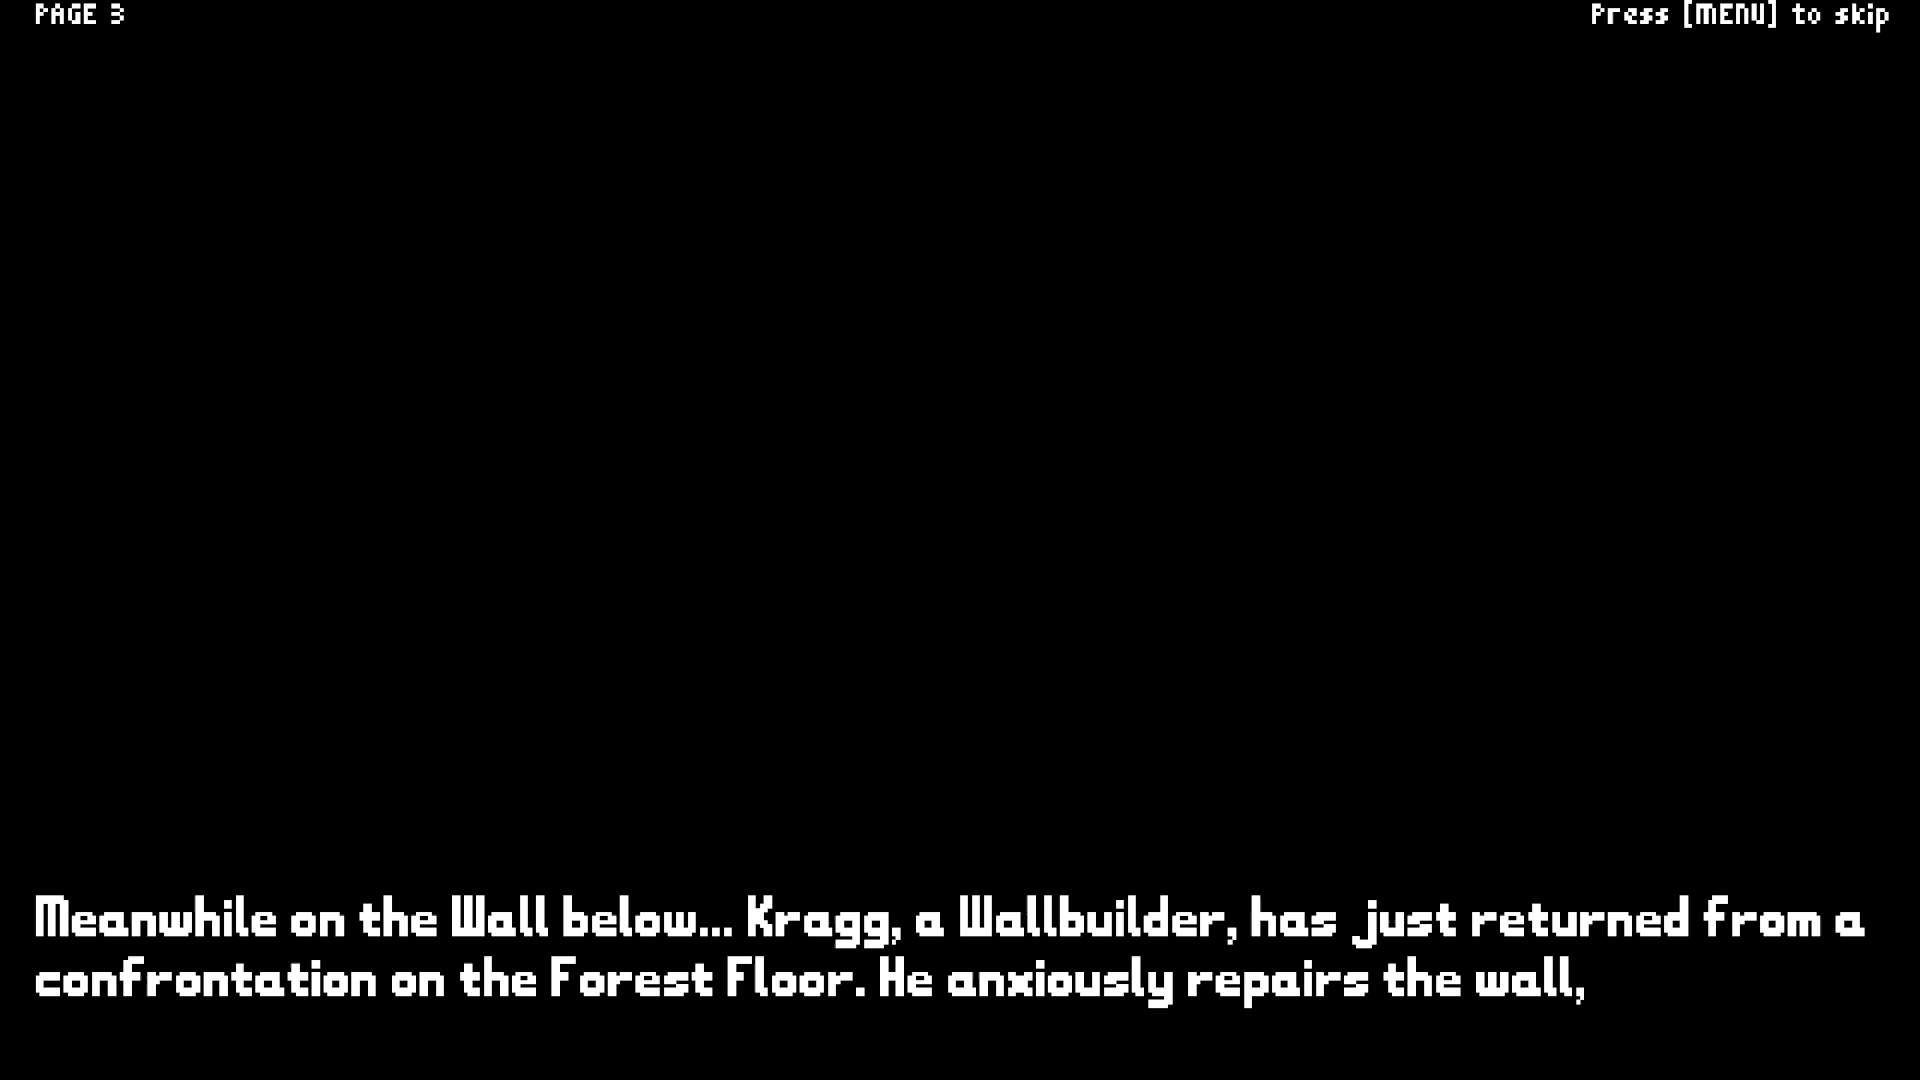 PAGE 3
Press [MENU] to skip
Meanwhile on the Wall below... Kragg, a Wallbuilder, has just returned from a
confrontation on the Forest Floor. He anxiously repairs the wall,